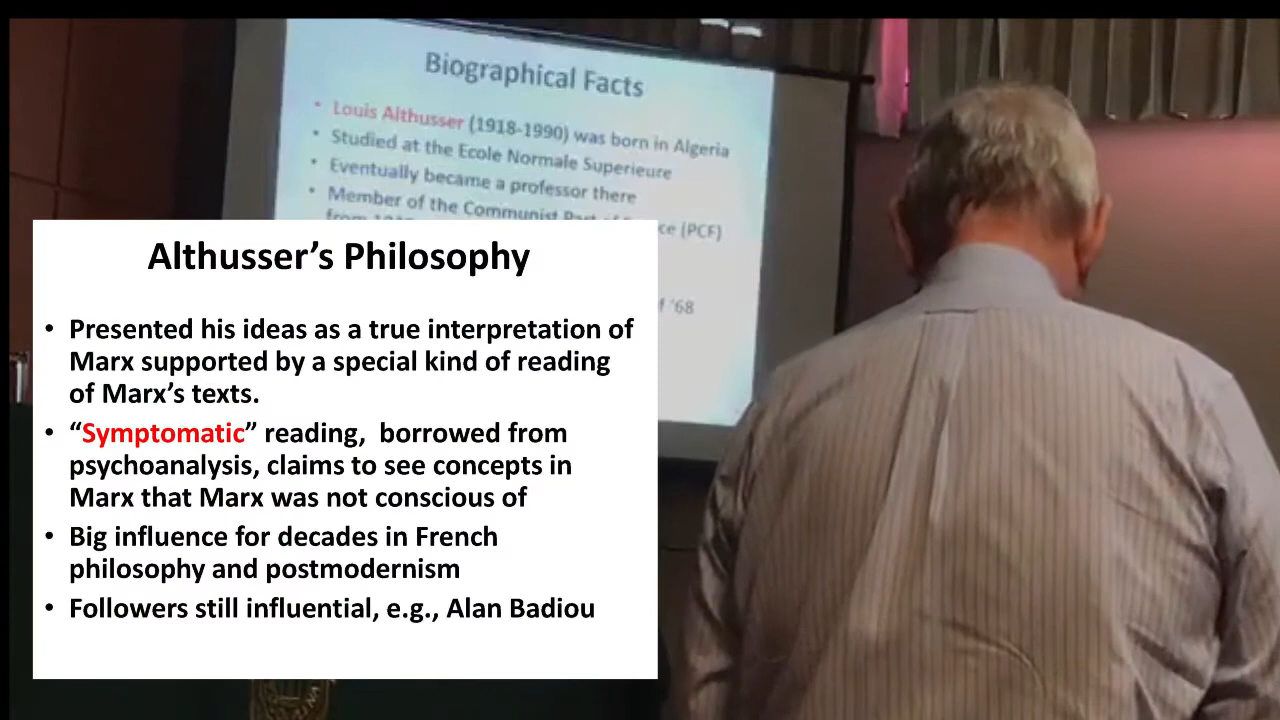 Biographical Facts
• Louis Althusser (1918-1990) was born in Algeria
• Studied at the Ecole Normale Superieure
• Eventually became a professor there
• Member of the Communist Part
ce (PCF)
from
f '68
Althusser's Philosophy
• Presented his ideas as a true interpretation of
Marx supported by a special kind of reading
of Marx's texts.
• “Symptomatic” reading, borrowed from
psychoanalysis, claims to see concepts in
Marx that Marx was not conscious of
• Big influence for decades in French
philosophy and postmodernism
• Followers still influential, e.g., Alan Badiou